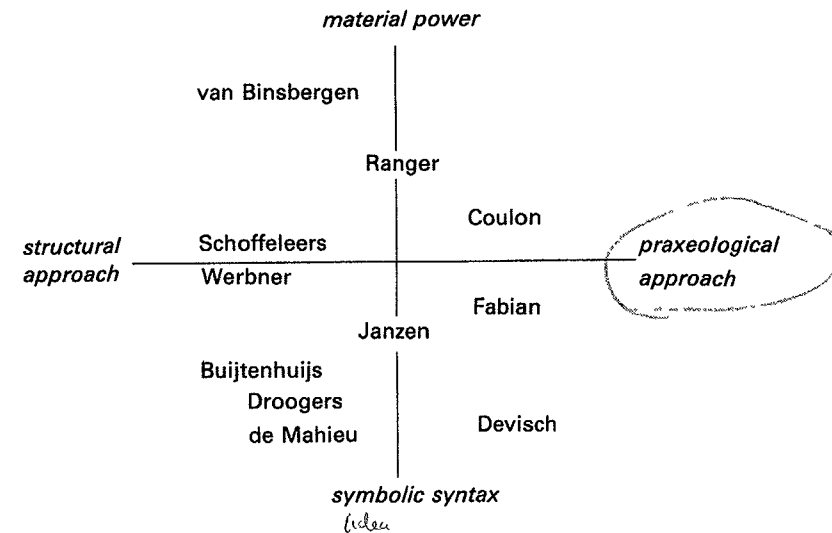 material power
van Binsbergen
Ranger
Coulon
structural
approach
Schoffeleers
Werbner
praxeological
approach
Fabian
Janzen
Buijtenhuijs
Droogers
de Mahieu
Devisch
symbolic syntax